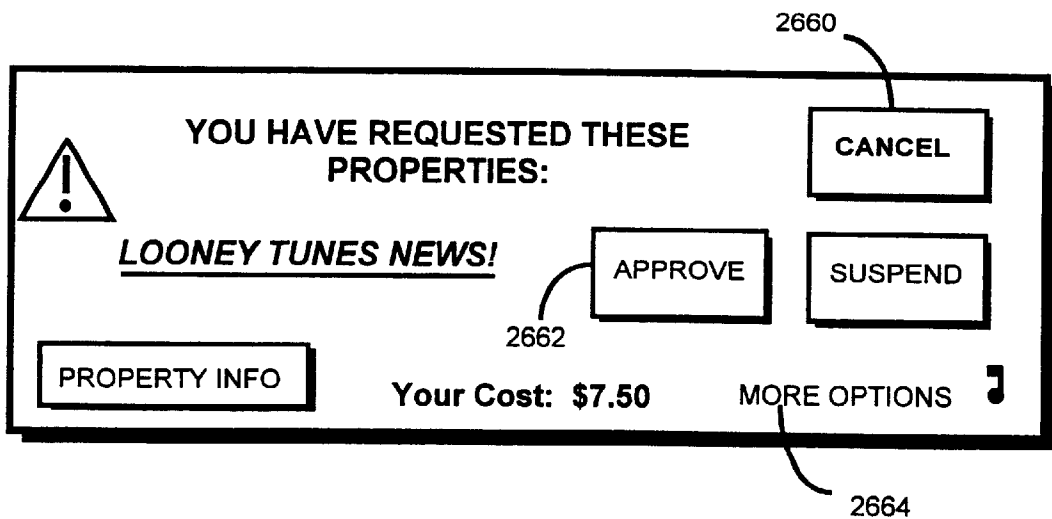 2660
YOU HAVE REQUESTED THESE
PROPERTIES:
CANCEL
LOONEY TUNES NEWS!
APPROVE
SUSPEND
2662
PROPERTY INFO
Your Cost: $7.50
MORE OPTIONS
2664